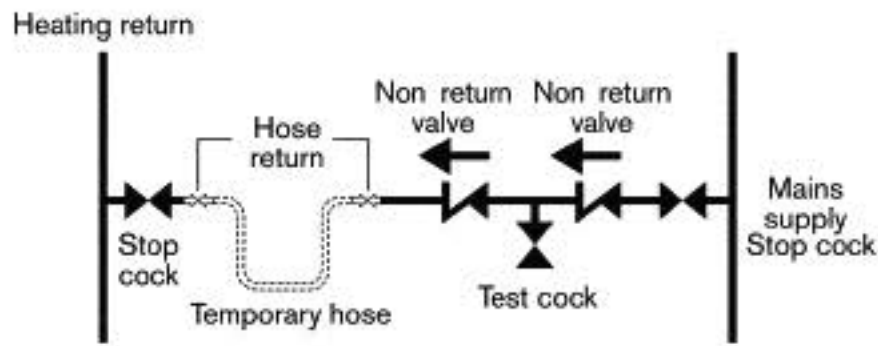 Heating return
Non return
valve
Non return
valve
Hose
return
Mains
supply
Stop cock
Stop
cock
Test cock
Temporary hose